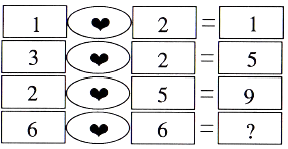 1 ❤ 2 = 1
3 ❤ 2 = 5
2 ❤ 5 = 9
6 ❤ 6 = ?